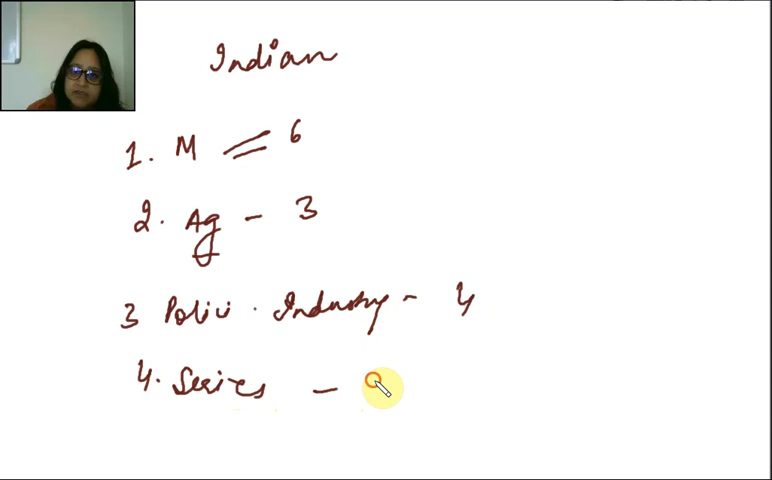 Indian
1. M = 6
2. Ag - 3
3 Polici. Industry - 4
4. Series -